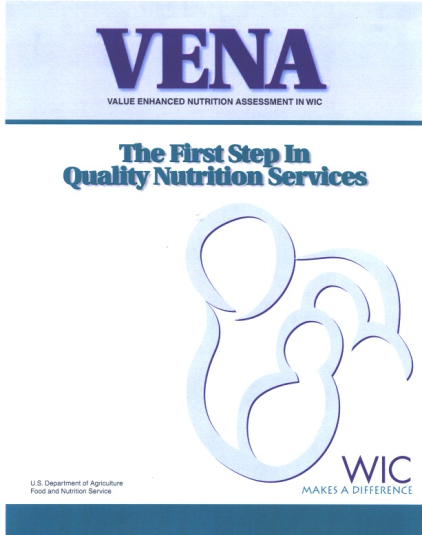 VENA
VALUE ENHANCED NUTRITION ASSESSMENT IN WIC
The First Step In
Quality Nutrition Services
WIC
MAKES A DIFFERENCE
U.S. Department of Agriculture
Food and Nutrition Service